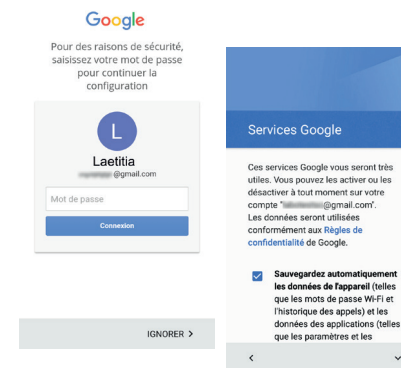 Google
Pour des raisons de sécurité,
saisissez votre mot de passe
pour continuer la
configuration
L
Laetitia
@gmail.com
Mot de passe
Connexion
IGNORER >
Services Google
Ces services Google vous seront très
utiles. Vous pouvez les activer ou les
désactiver à tout moment sur votre
compte "@gmail.com".
Les données seront utilisées
conformément aux Règles de
confidentialité de Google.
Sauvegardez automatiquement
les données de l'appareil (telles
que les mots de passe Wi-Fi et
l'historique des appels) et les
données des applications (telles
que les paramètres et les